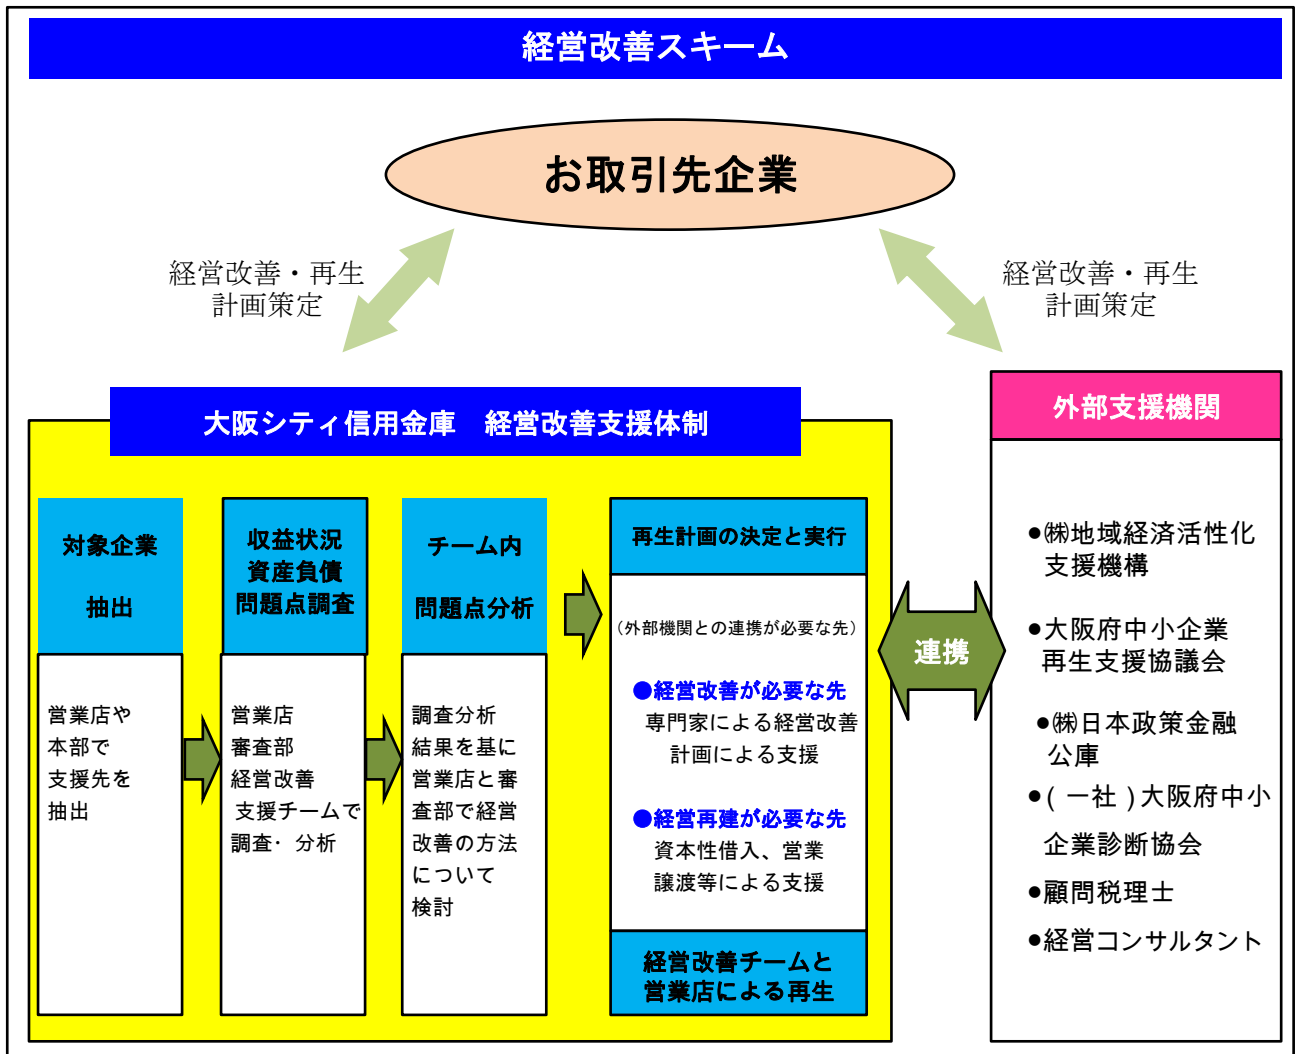 経営改善スキーム
お取引先企業
経営改善・再生
計画策定
経営改善・再生
計画策定
大阪シティ信用金庫　経営改善支援体制
対象企業
抽出
営業店や
本部で
支援先を
抽出
収益状況
資産負債
問題点調査
営業店
審査部
経営改善
支援チームで
調査・分析
チーム内
問題点分析
調査分析
結果を基に
営業店と審
査部で経営
改善の方法
について
検討
再生計画の決定と実行
（外部機関との連携が必要な先）
●経営改善が必要な先
専門家による経営改善
計画による支援
●経営再建が必要な先
資本性借入、営業
譲渡等による支援
経営改善チームと
営業店による再生
連携
外部支援機関
●㈱地域経済活性化
支援機構
●大阪府中小企業
再生支援協議会
●㈱日本政策金融
公庫
●(一社)大阪府中小
企業診断協会
●顧問税理士
●経営コンサルタント